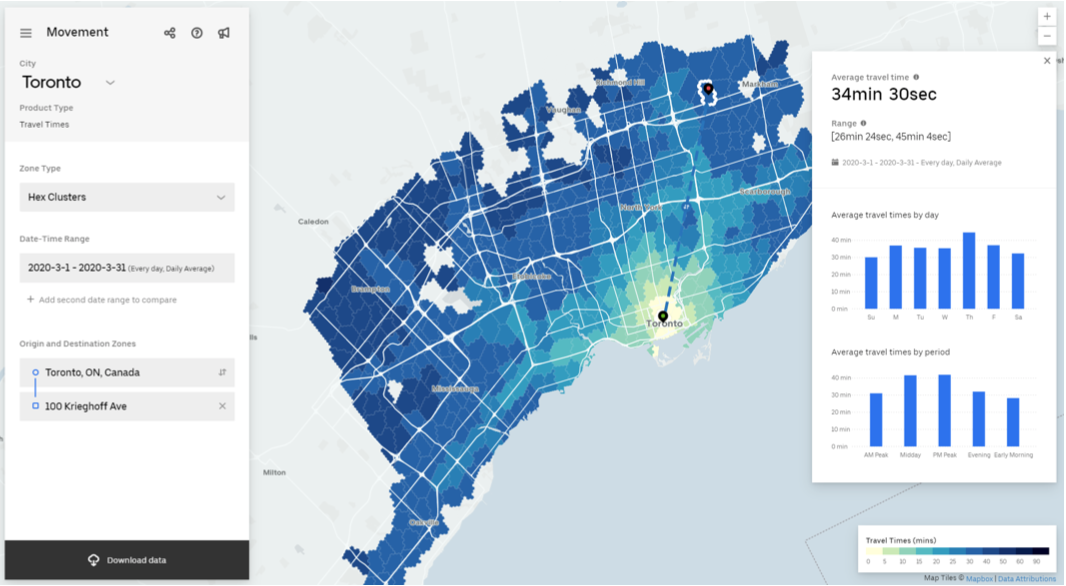 Movement
City
Toronto
Product Type
Travel Times
Zone Type
Hex Clusters
Date-Time Range
2020-3-1 - 2020-3-31 (Every day, Daily Average)
+ Add second date range to compare
Origin and Destination Zones
Toronto, ON, Canada
100 Krieghoff Ave
Download data
Richmond Hill
Markham
Vaughan
Scarborough
North York
Caledon
Etobicoke
Brampton
Toronto
Mississauga
Milton
Oakville
lls
Average travel time
34min 30sec
Range
[26min 24sec, 45min 4sec]
2020-3-1 - 2020-3-31 - Every day, Daily Average
Average travel times by day
40 min
30 min
20 min
10 min
0 min
Su M Tu W Th F Sa
Average travel times by period
40 min
30 min
20 min
10 min
0 min
AM Peak Midday PM Peak Evening Early Morning
Travel Times (mins)
0 5 10 15 20 25 30 40 50 60 90
Map Tiles © Mapbox | Data Attributions